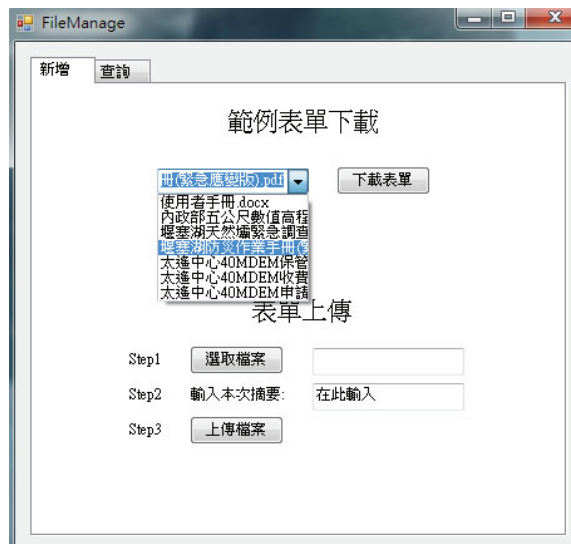 FileManage
新增 查詢
範例表單下載
冊(緊急應變版).pdf 下載表單
使用者手冊.docx
內政部五公尺數值高程
堰塞湖天然壩緊急調查
堰塞湖防災作業手冊(緊
太遙中心40MDEM保管
太遙中心40MDEM收費
太遙中心40MDEM申請
表單上傳
Step1 選取檔案
Step2 輸入本次摘要: 在此輸入
Step3 上傳檔案